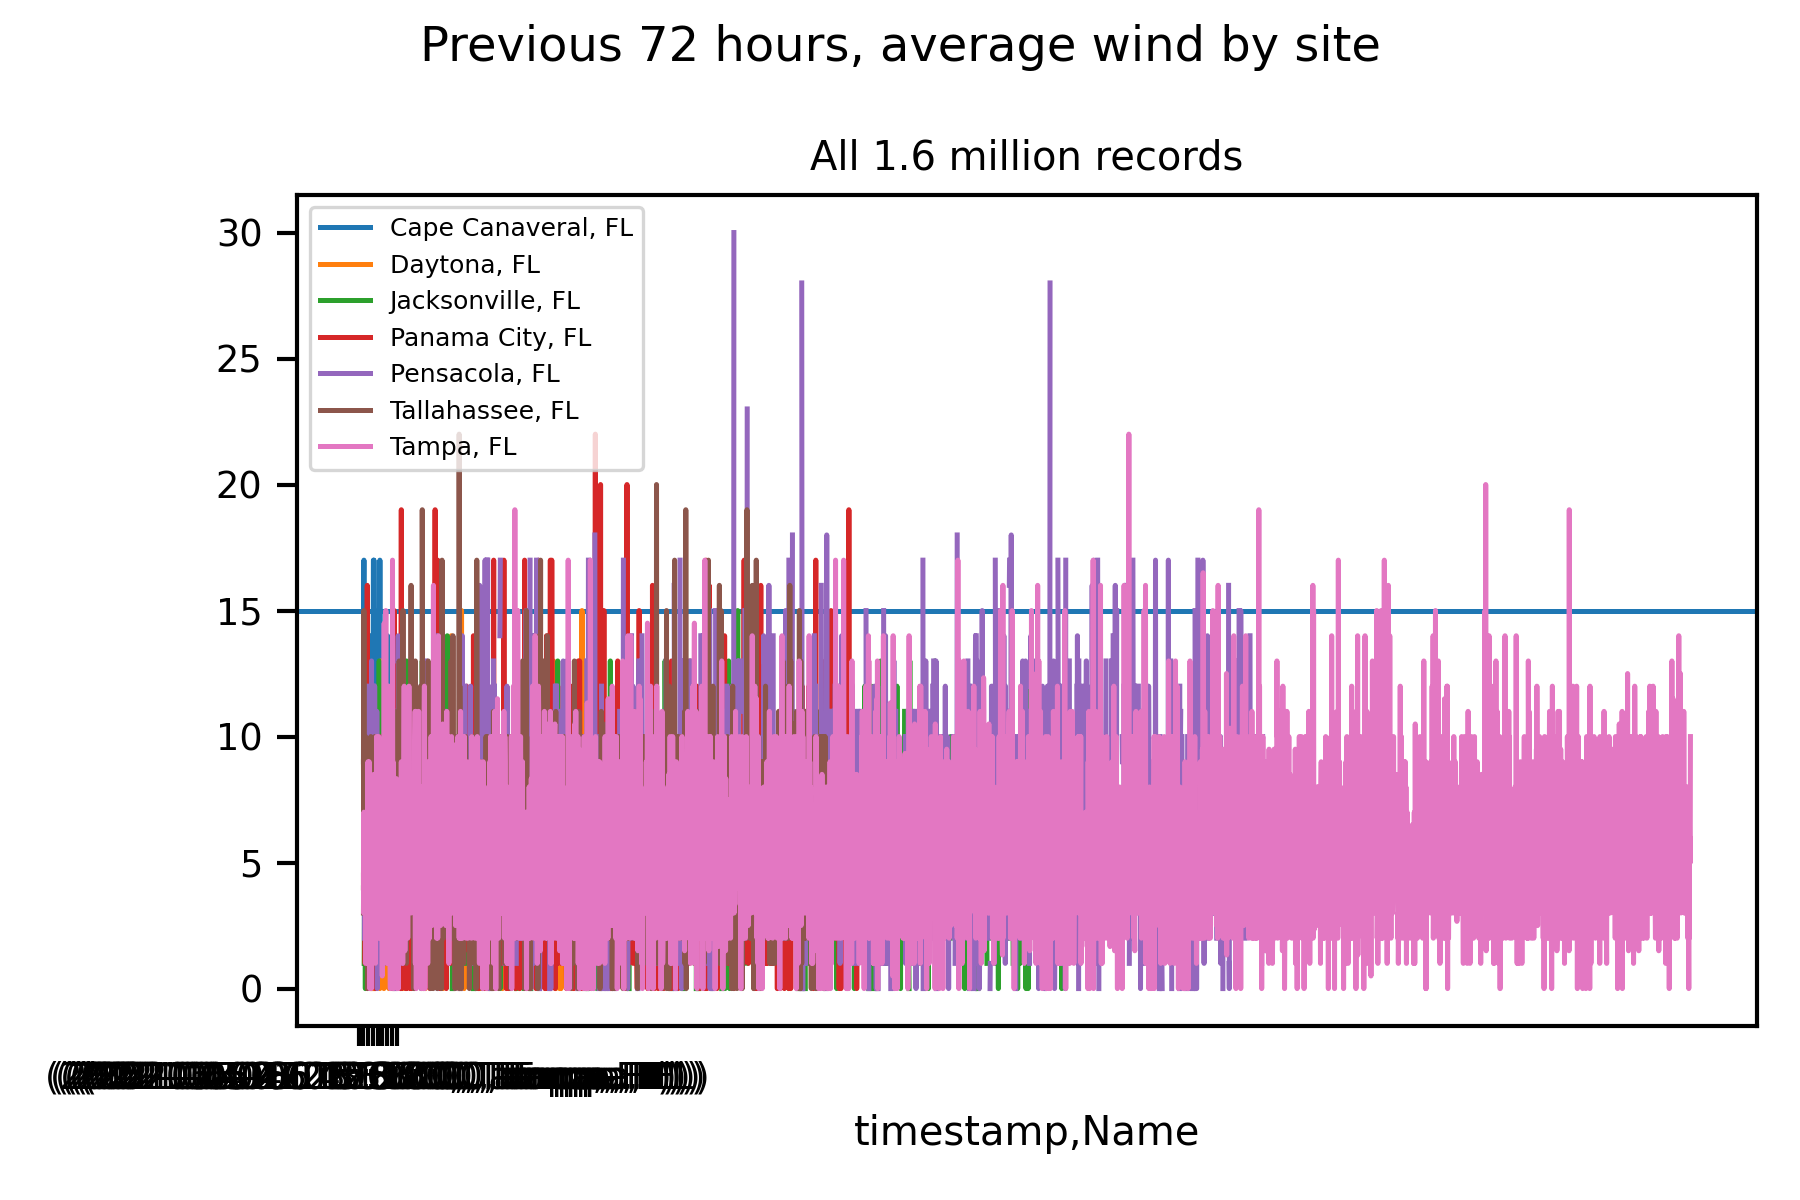 Previous 72 hours, average wind by site
All 1.6 million records
30
25
20
15
10
5
0
Cape Canaveral, FL
Daytona, FL
Jacksonville, FL
Panama City, FL
Pensacola, FL
Tallahassee, FL
Tampa, FL
timestamp,Name